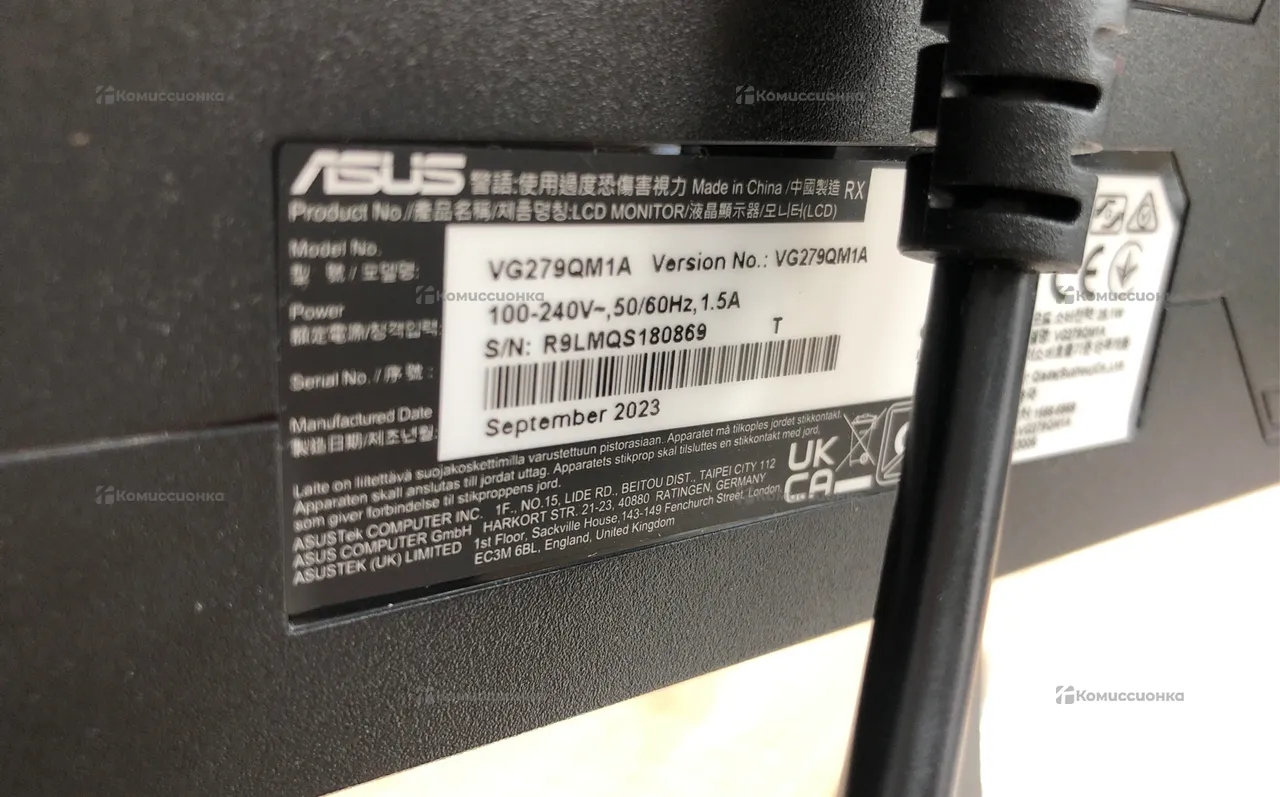 ASUS 警語:使用過度恐傷害視力 Made in China /中國製造 RX
Product No./產品名稱/제품명칭:LCD MONITOR/液晶顯示器/모니터(LCD)
Model No.
型 號 / 모델명:
VG279QM1A Version No.: VG279QM1A
Power
額定電源/정격입력:
100-240V~,50/60Hz,1.5A
Serial No. / 序 號 :
S/N: R9LMQS180869 T
Manufactured Date
製造日期/제조년월:
September 2023
Laite on liitettävä suojakoskettimilla varustettuun pistorasiaan. Apparatet må tilkoples jordet stikkontakt.
Apparaten skall anslutas till jordat uttag. Apparatets stikprop skal tilsluttes en stikkontakt med jord,
som giver forbindelse til stikproppens jord.
ASUSTek COMPUTER INC. 1F., NO.15, LIDE RD., BEITOU DIST., TAIPEI CITY 112
ASUS COMPUTER GmbH HARKORT STR. 21-23, 40880 RATINGEN, GERMANY
ASUSTEK (UK) LIMITED 1st Floor, Sackville House, 143-149 Fenchurch Street, London,
EC3M 6BL, England, United Kingdom
UK
CA
CE
VG279QM1A
Комиссионка
Комиссионка
Комиссионка
Комиссионка
Комиссионка
Комиссионка